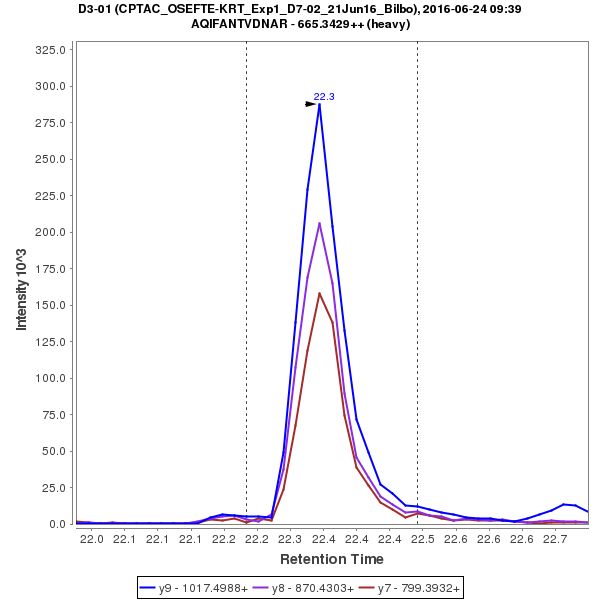 D3-01 (CPTAC_OSEFTE-KRT_Exp1_D7-02_21Jun16_Bilbo), 2016-06-24 09:39
AQIFANTVDNAR - 665.3429++ (heavy)
22.3
325.0
300.0
275.0
250.0
225.0
200.0
175.0
150.0
125.0
100.0
75.0
50.0
25.0
0.0
Intensity 10^3
22.0 22.1 22.1 22.2 22.2 22.2 22.3 22.4 22.4 22.4 22.5 22.6 22.6 22.6 22.7
Retention Time
y9 - 1017.4988+ y8 - 870.4303+ y7 - 799.3932+